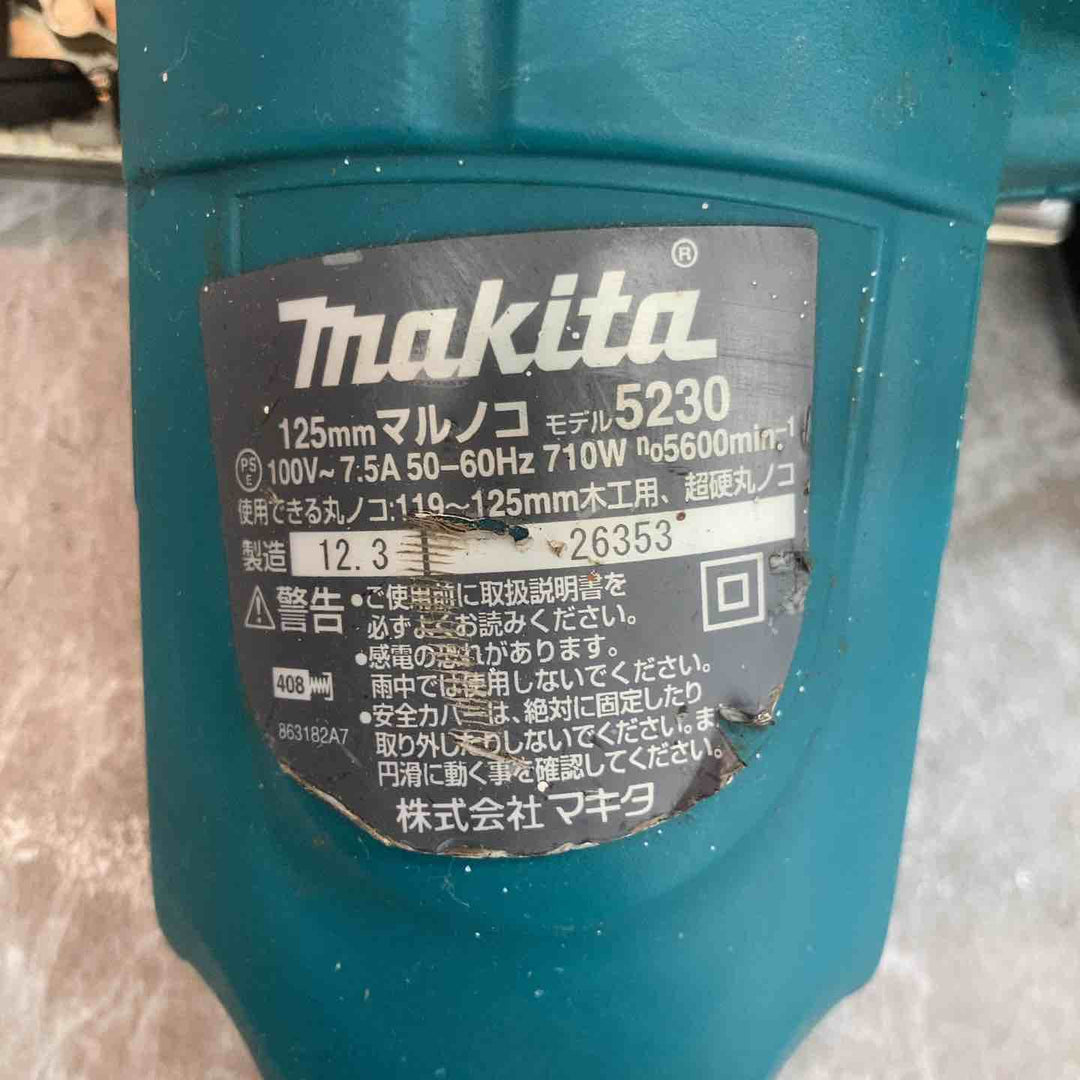 makita®
125mmマルノコ モデル5230
PSE 100V~ 7.5A 50-60Hz 710W n₀5600min⁻¹
使用できる丸ノコ:119~125mm木工用、超硬丸ノコ
製造 12.3 26353
警告 •ご使用前に取扱説明書を
必ずよくお読みください。
•感電の恐れがあります。
雨中では使用しないでください。
•安全カバーは、絶対に固定したり
取り外したりしないでください。ま
円滑に動く事を確認してください。
408
863182A7
株式会社マキタ